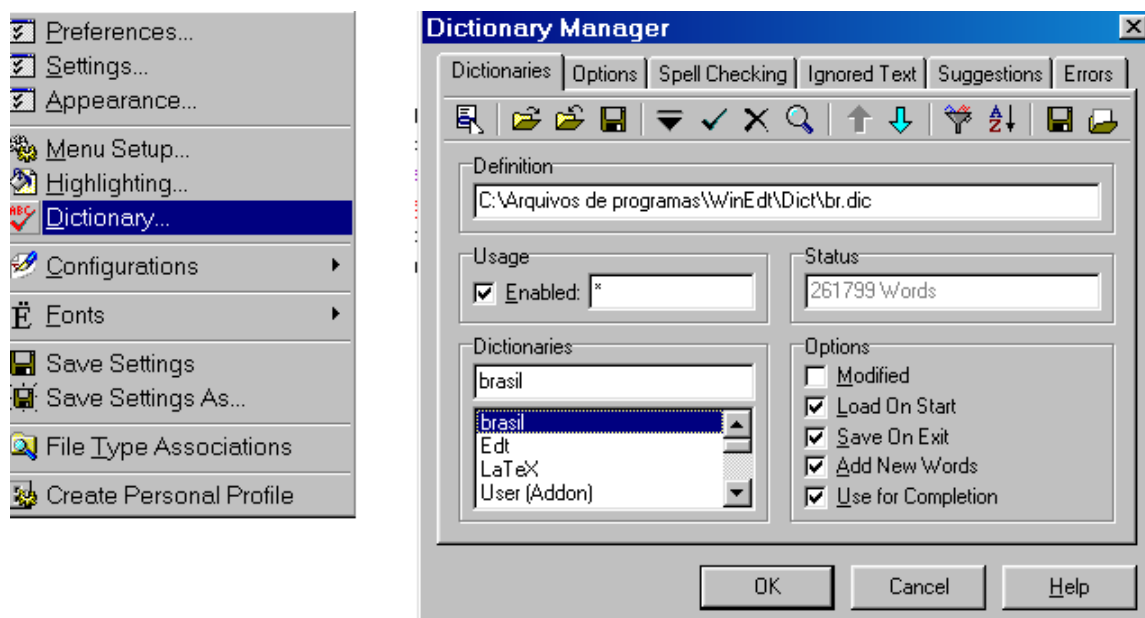 Preferences...
Settings...
Appearance...
Menu Setup...
Highlighting...
ABC
Dictionary...
Configurations
Ë Fonts
Save Settings
Save Settings As...
File Type Associations
Create Personal Profile
Dictionary Manager
Dictionaries Options Spell Checking Ignored Text Suggestions Errors
A Z
Definition
C:\Arquivos de programas\WinEdt\Dict\br.dic
Usage
Enabled: *
Status
261799 Words
Dictionaries
brasil
brasil
Edt
LaTeX
User (Addon)
Options
Modified
Load On Start
Save On Exit
Add New Words
Use for Completion
OK Cancel Help